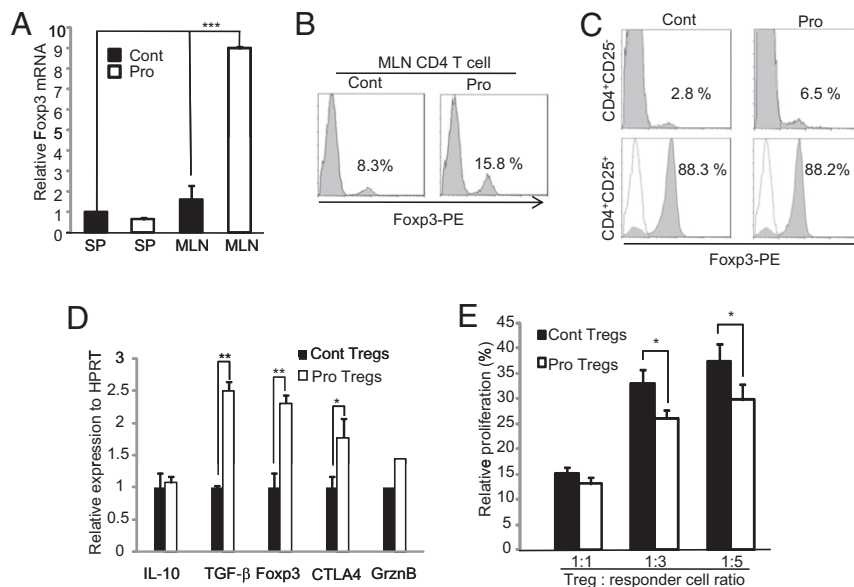 A
***
Relative Foxp3 mRNA
10
9
8
7
6
5
4
3
2
1
0
Cont
Pro
SP
SP
MLN
MLN
B
MLN CD4 T cell
Cont
Pro
8.3%
15.8 %
Foxp3-PE
C
Cont
Pro
CD4⁺CD25⁻
2.8 %
6.5 %
CD4⁺CD25⁺
88.3 %
88.2%
Foxp3-PE
D
Relative expression to HPRT
3
2.5
2
1.5
1
0.5
0
**
**
*
Cont Tregs
Pro Tregs
IL-10
TGF-β
Foxp3
CTLA4
GrznB
E
Relative proliferation (%)
45
40
35
30
25
20
15
10
5
0
Cont Tregs
Pro Tregs
*
*
1:1
1:3
1:5
Treg : responder cell ratio